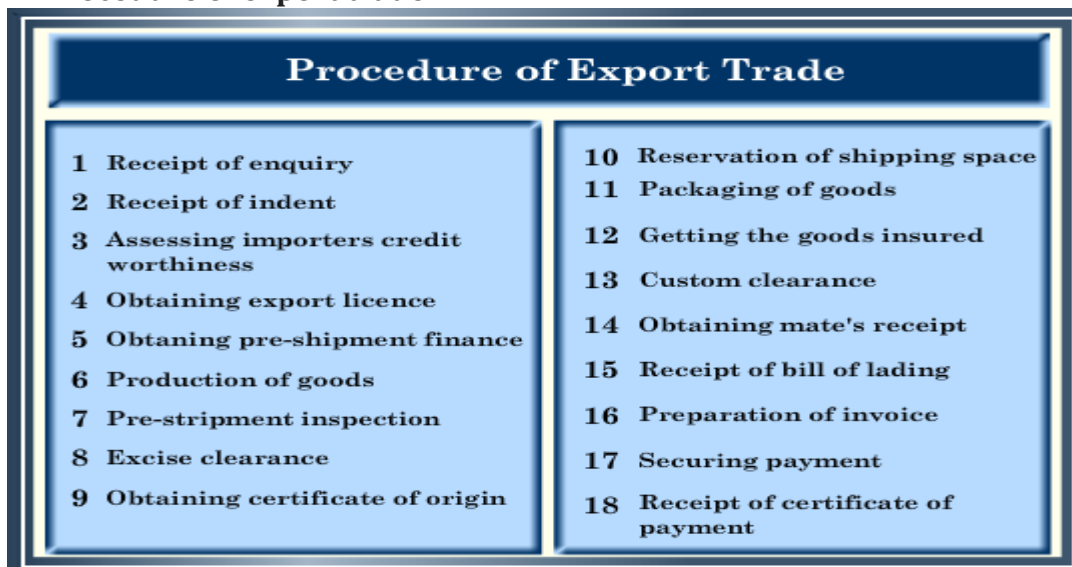 Procedure of Export Trade
1 Receipt of enquiry
2 Receipt of indent
3 Assessing importers credit
worthiness
4 Obtaining export licence
5 Obtaning pre-shipment finance
6 Production of goods
7 Pre-stripment inspection
8 Excise clearance
9 Obtaining certificate of origin
10 Reservation of shipping space
11 Packaging of goods
12 Getting the goods insured
13 Custom clearance
14 Obtaining mate's receipt
15 Receipt of bill of lading
16 Preparation of invoice
17 Securing payment
18 Receipt of certificate of
payment